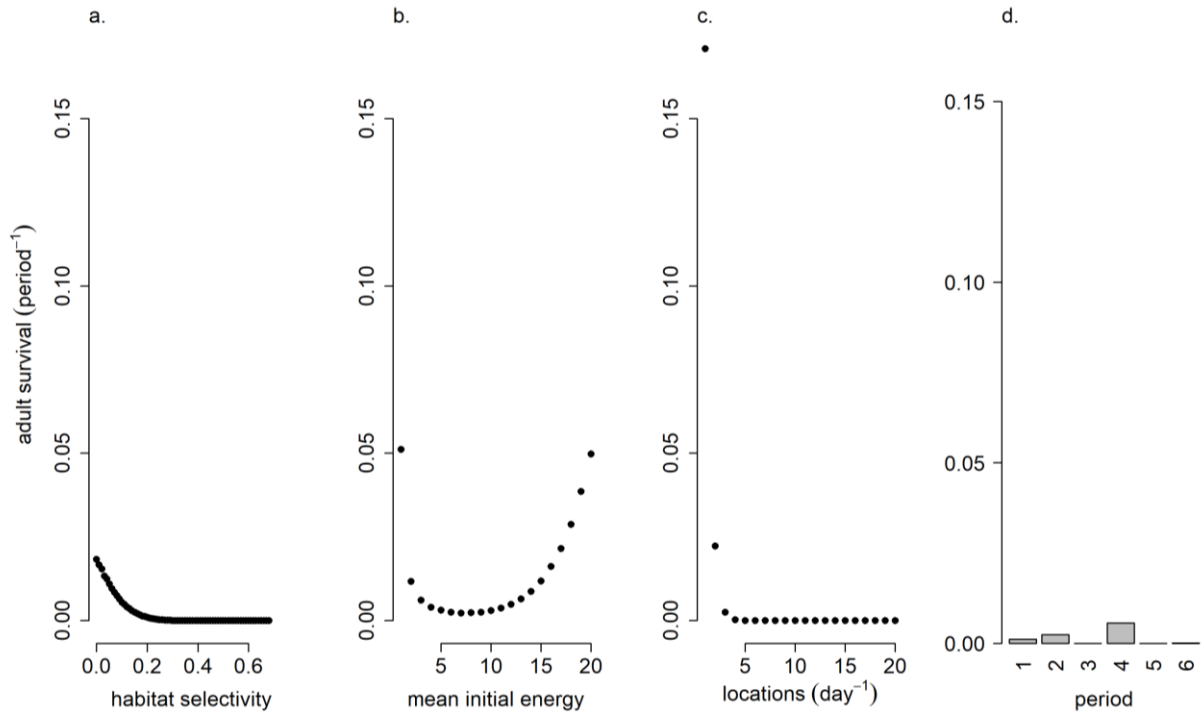 a.
b.
c.
d.
adult survival (period⁻¹)
0.15
0.10
0.05
0.00
0.0 0.2 0.4 0.6
habitat selectivity
0.15
0.10
0.05
0.00
5 10 15 20
mean initial energy
0.15
0.10
0.05
0.00
5 10 15 20
locations (day⁻¹)
0.15
0.10
0.05
0.00
1 2 3 4 5 6
period